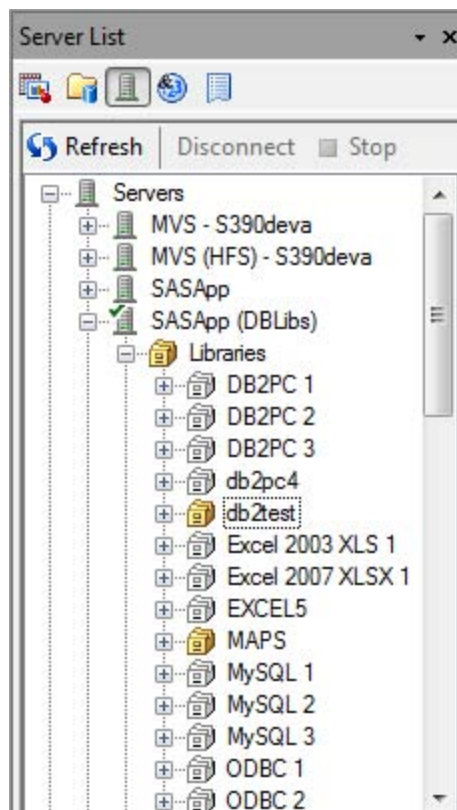 Server List
Refresh Disconnect Stop
Servers
MVS - S390deva
MVS (HFS) - S390deva
SASApp
SASApp (DBLibs)
Libraries
DB2PC 1
DB2PC 2
DB2PC 3
db2pc4
db2test
Excel 2003 XLS 1
Excel 2007 XLSX 1
EXCEL5
MAPS
MySQL 1
MySQL 2
MySQL 3
ODBC 1
ODBC 2